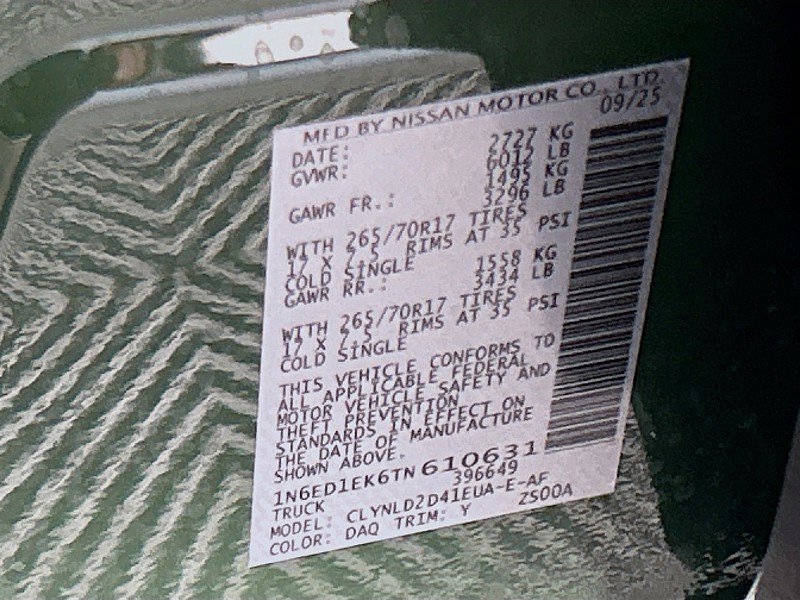 MFD BY NISSAN MOTOR CO., LTD.
DATE: 09/25
GVWR: 2727 KG
6012 LB
GAWR FR.: 1495 KG
3296 LB
WITH 265/70R17 TIRES
17 X 7.5 RIMS AT 35 PSI
COLD SINGLE
GAWR RR.: 1558 KG
3434 LB
WITH 265/70R17 TIRES
17 X 7.5 RIMS AT 35 PSI
COLD SINGLE
THIS VEHICLE CONFORMS TO
ALL APPLICABLE FEDERAL
MOTOR VEHICLE SAFETY AND
THEFT PREVENTION
STANDARDS IN EFFECT ON
THE DATE OF MANUFACTURE
SHOWN ABOVE.
1N6ED1EK6TN610631
TRUCK 396649
MODEL: CLYNLD2D41EUA-E-AF
COLOR: DAQ TRIM: Y ZS00A